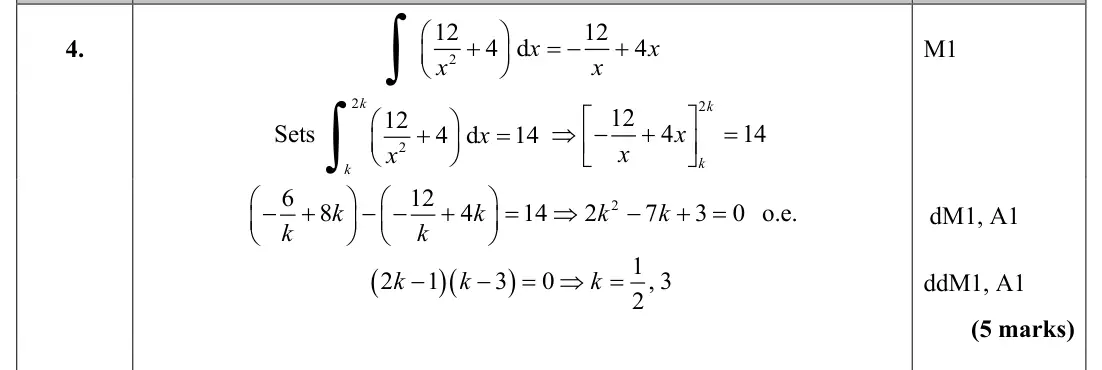 4. ∫ (12/x² + 4) dx = −12/x + 4x M1
Sets ∫_k^{2k} (12/x² + 4) dx = 14 ⇒ [−12/x + 4x]_k^{2k} = 14
(−6/k + 8k) − (−12/k + 4k) = 14 ⇒ 2k² − 7k + 3 = 0 o.e. dM1, A1
(2k − 1)(k − 3) = 0 ⇒ k = 1/2, 3 ddM1, A1
(5 marks)